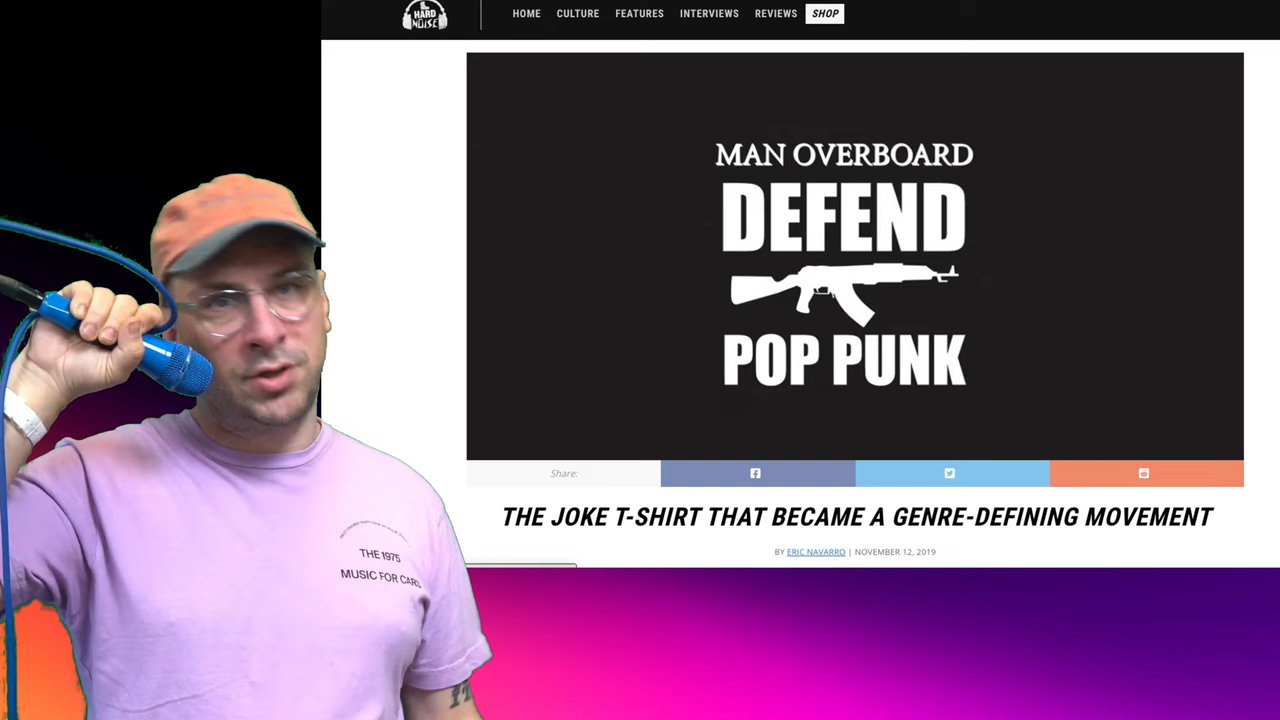 HARD
NOISE
HOME CULTURE FEATURES INTERVIEWS REVIEWS SHOP
MAN OVERBOARD
DEFEND
POP PUNK
Share:
THE JOKE T-SHIRT THAT BECAME A GENRE-DEFINING MOVEMENT
BY ERIC NAVARRO | NOVEMBER 12, 2019
THE 1975
MUSIC FOR CARS